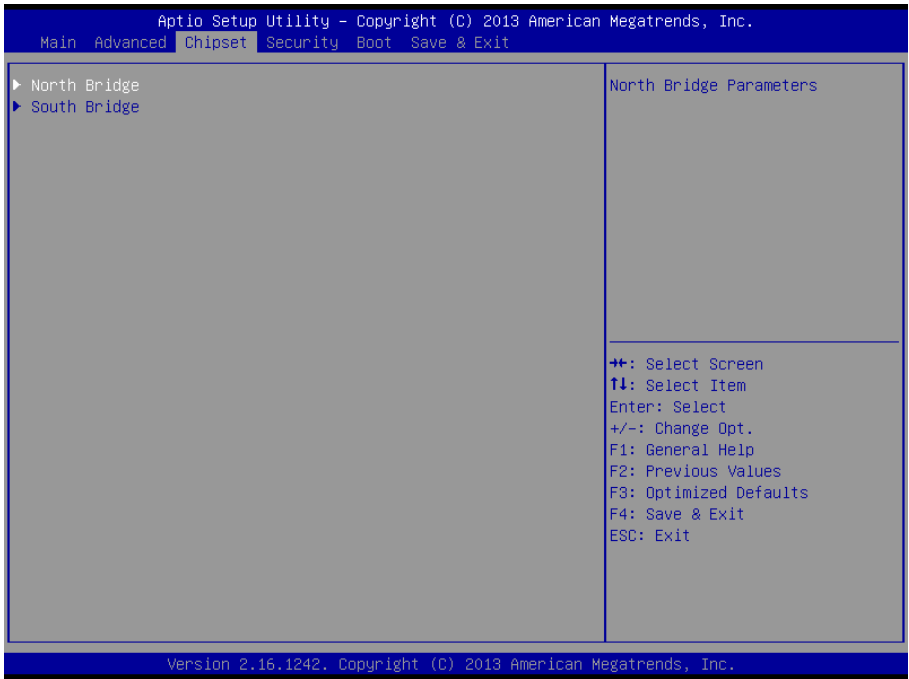 Aptio Setup Utility – Copyright (C) 2013 American Megatrends, Inc.
Main Advanced Chipset Security Boot Save & Exit
▶ North Bridge
▶ South Bridge
North Bridge Parameters
→←: Select Screen
↑↓: Select Item
Enter: Select
+/-: Change Opt.
F1: General Help
F2: Previous Values
F3: Optimized Defaults
F4: Save & Exit
ESC: Exit
Version 2.16.1242. Copyright (C) 2013 American Megatrends, Inc.